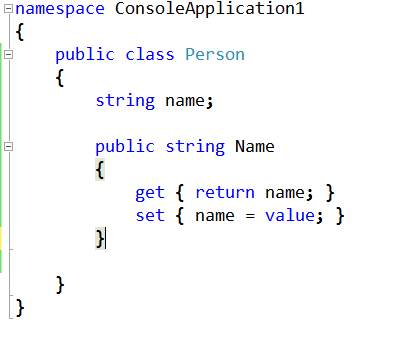 namespace ConsoleApplication1
{
public class Person
{
string name;
public string Name
{
get { return name; }
set { name = value; }
}
}
}